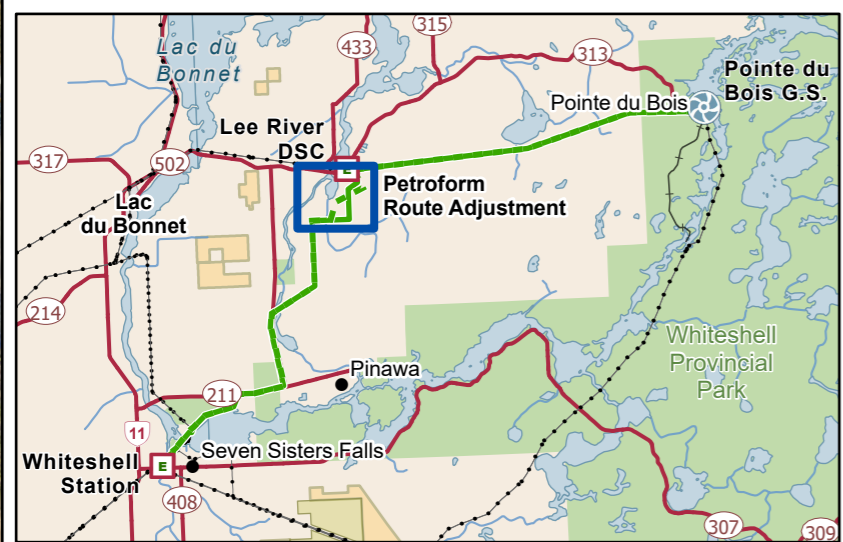 315
433
313
Lac du
Bonnet
Pointe du
Bois G.S.
Pointe du Bois
Lee River
DSC
E
317
502
Petroform
Route Adjustment
Lac
du Bonnet
214
Whiteshell
Provincial
Park
Pinawa
211
11
Seven Sisters Falls
Whiteshell
Station
E
408
307
309